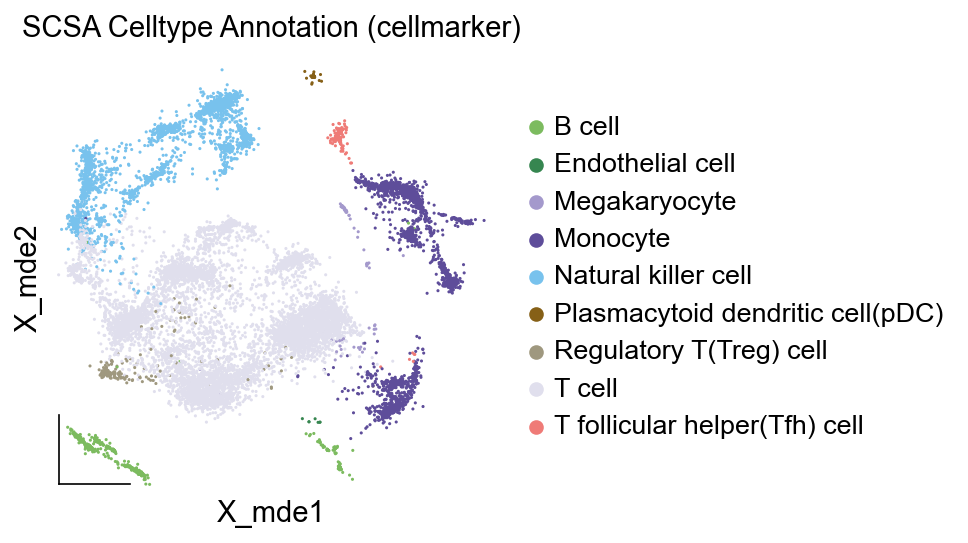 SCSA Celltype Annotation (cellmarker)
X_mde2
X_mde1
B cell
Endothelial cell
Megakaryocyte
Monocyte
Natural killer cell
Plasmacytoid dendritic cell(pDC)
Regulatory T(Treg) cell
T cell
T follicular helper(Tfh) cell